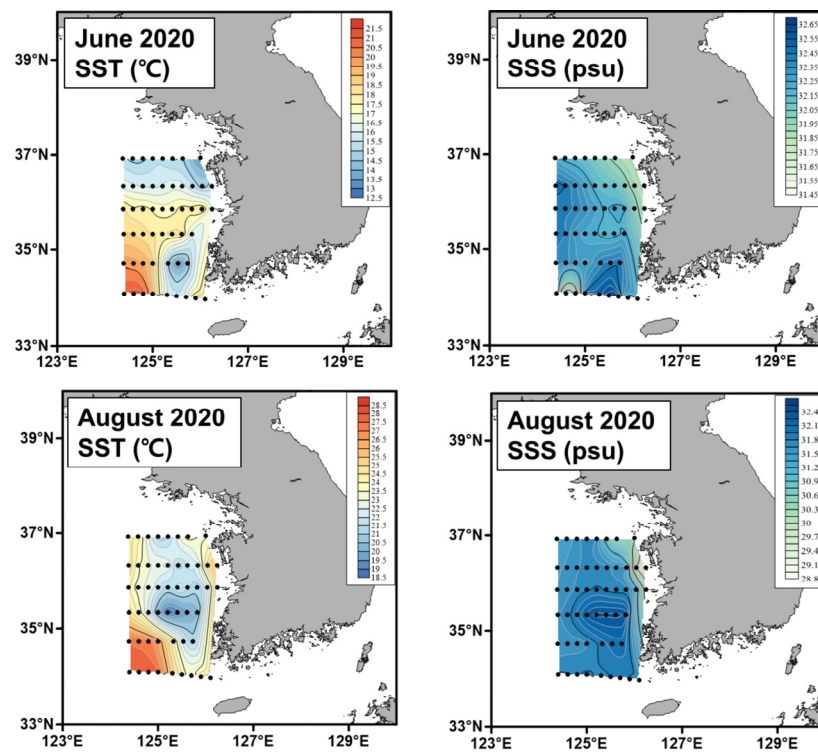 June 2020
SST (℃)
21.5
21
20.5
20
19.5
19
18.5
18
17.5
17
16.5
16
15.5
15
14.5
14
13.5
13
12.5
39°N
37°N
35°N
33°N
123°E
125°E
127°E
129°E
June 2020
SSS (psu)
32.65
32.55
32.45
32.35
32.25
32.15
32.05
31.95
31.85
31.75
31.65
31.55
31.45
39°N
37°N
35°N
33°N
123°E
125°E
127°E
129°E
August 2020
SST (℃)
28.5
28
27.5
27
26.5
26
25.5
25
24.5
24
23.5
23
22.5
22
21.5
21
20.5
20
19.5
19
18.5
39°N
37°N
35°N
33°N
123°E
125°E
127°E
129°E
August 2020
SSS (psu)
32.4
32.1
31.8
31.5
31.2
30.9
30.6
30.3
30
29.7
29.4
29.1
28.8
39°N
37°N
35°N
33°N
123°E
125°E
127°E
129°E